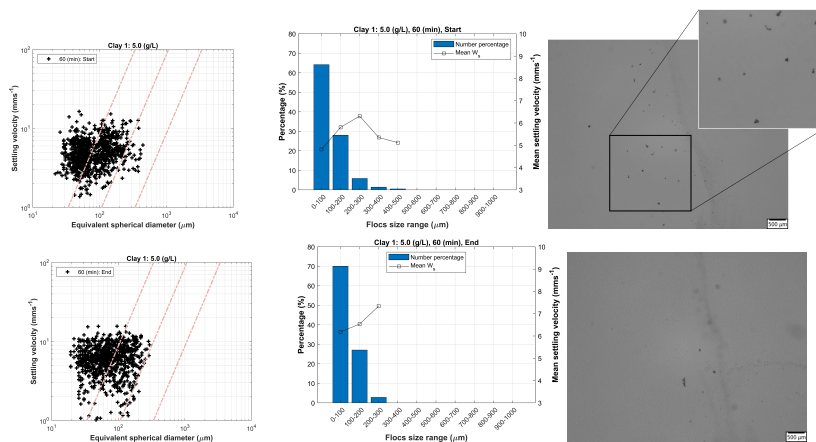 Clay 1: 5.0 (g/L)
60 (min): Start
Settling velocity (mms⁻¹)
10²
10¹
10⁰
10¹ 10² 10³ 10⁴
Equivalent spherical diameter (μm)
Clay 1: 5.0 (g/L), 60 (min), Start
Number percentage
Mean Wₛ
Percentage (%)
80
70
60
50
40
30
20
10
0
Mean settling velocity (mms⁻¹)
10
9
8
7
6
5
4
3
0-100 100-200 200-300 300-400 400-500 500-600 600-700 700-800 800-900 900-1000
Flocs size range (μm)
500 μm
Clay 1: 5.0 (g/L)
60 (min): End
Settling velocity (mms⁻¹)
10²
10¹
10⁰
10¹ 10² 10³ 10⁴
Equivalent spherical diameter (μm)
Clay 1: 5.0 (g/L), 60 (min), End
Number percentage
Mean Wₛ
Percentage (%)
80
70
60
50
40
30
20
10
0
Mean settling velocity (mms⁻¹)
10
9
8
7
6
5
4
3
0-100 100-200 200-300 300-400 400-500 500-600 600-700 700-800 800-900 900-1000
Flocs size range (μm)
500 μm